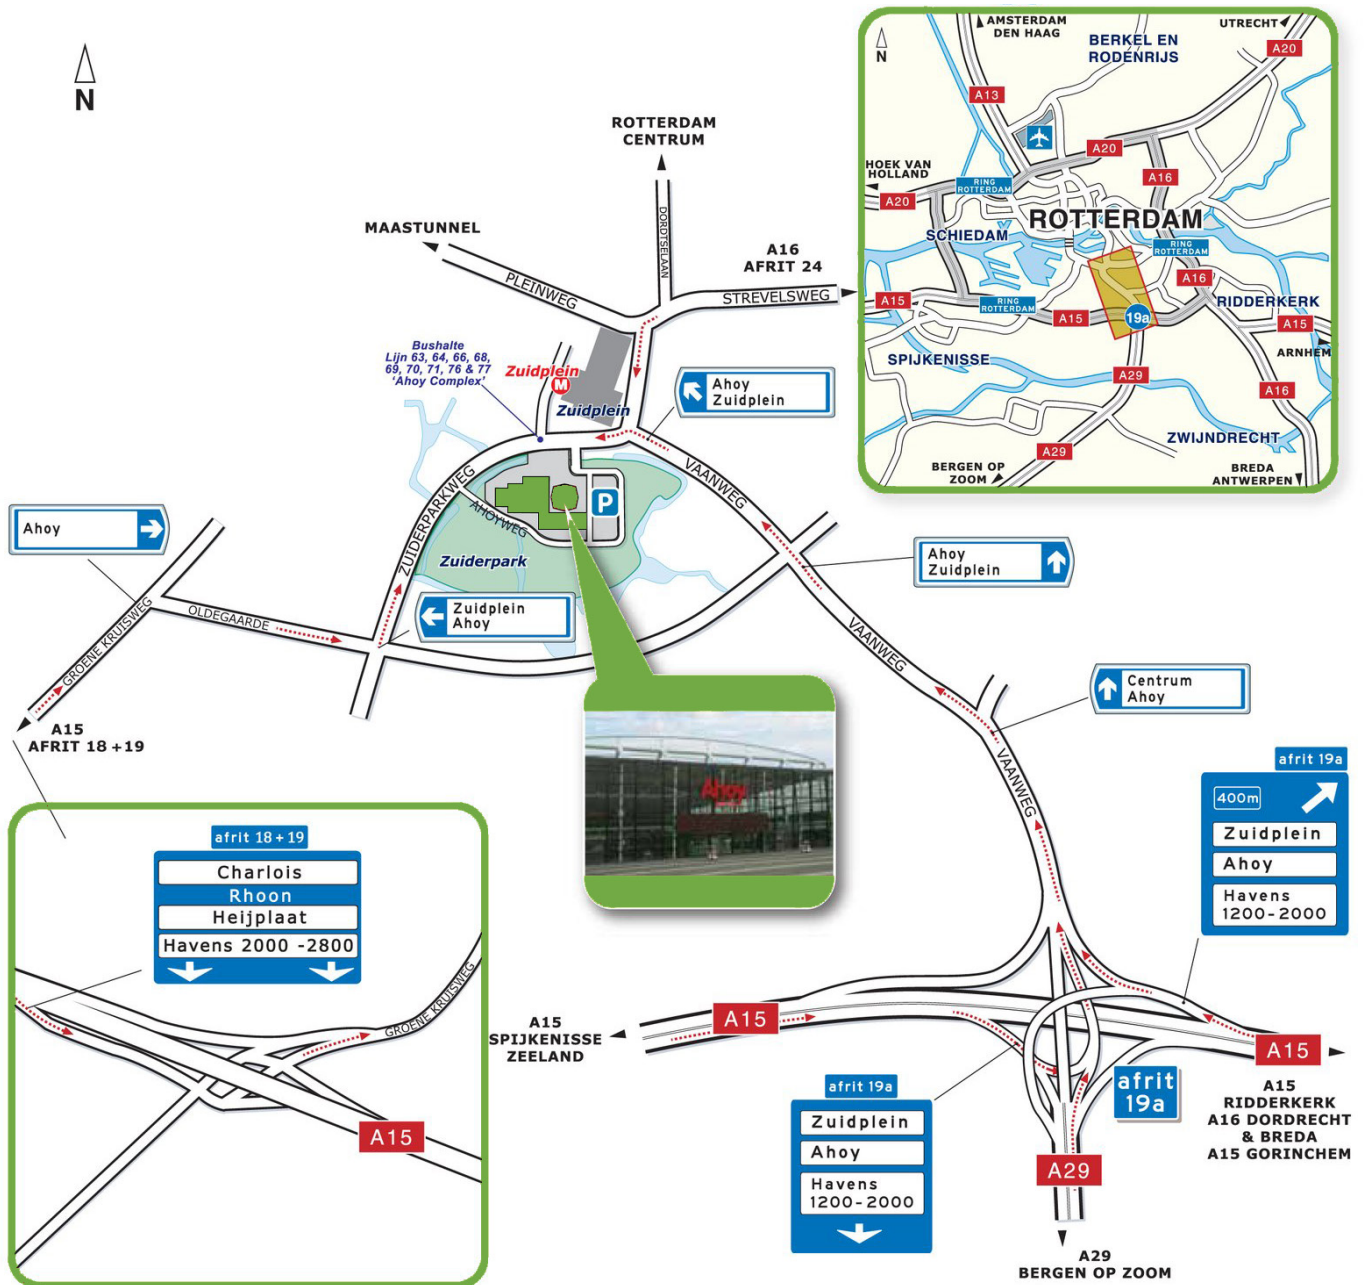 N
ROTTERDAM
CENTRUM
MAASTUNNEL
DORDTSELAAN
A16
AFRIT 24
PLEINWEG
STREVELSWEG
Bushalte
Lijn 63, 64, 66, 68,
69, 70, 71, 76 & 77
'Ahoy Complex'
Zuidplein
M
Zuidplein
Ahoy
Zuidplein
VAANWEG
ZUIDERPARKWEG
P
AHOYWEG
Zuiderpark
Ahoy
OLDEGAARDE
GROENE KRUISWEG
Zuidplein
Ahoy
Ahoy
Zuidplein
VAANWEG
A15
AFRIT 18 +19
Centrum
Ahoy
VAANWEG
Ahoy
N
AMSTERDAM
DEN HAAG
BERKEL EN
RODENRIJS
UTRECHT
A20
A13
A20
HOEK VAN
HOLLAND
RING
ROTTERDAM
A16
A20
ROTTERDAM
SCHIEDAM
RING
ROTTERDAM
A16
A15
RING
ROTTERDAM
A15
19a
RIDDERKERK
A15
ARNHEM
SPIJKENISSE
A29
A16
ZWIJNDRECHT
A29
BERGEN OP
ZOOM
BREDA
ANTWERPEN
afrit 18 + 19
Charlois
Rhoon
Heijplaat
Havens 2000 -2800
GROENE KRUISWEG
A15
afrit 19a
400m
Zuidplein
Ahoy
Havens
1200-2000
A15
SPIJKENISSE
ZEELAND
A15
A15
afrit
19a
A15
RIDDERKERK
A16 DORDRECHT
& BREDA
A15 GORINCHEM
afrit 19a
Zuidplein
Ahoy
Havens
1200-2000
A29
A29
BERGEN OP ZOOM